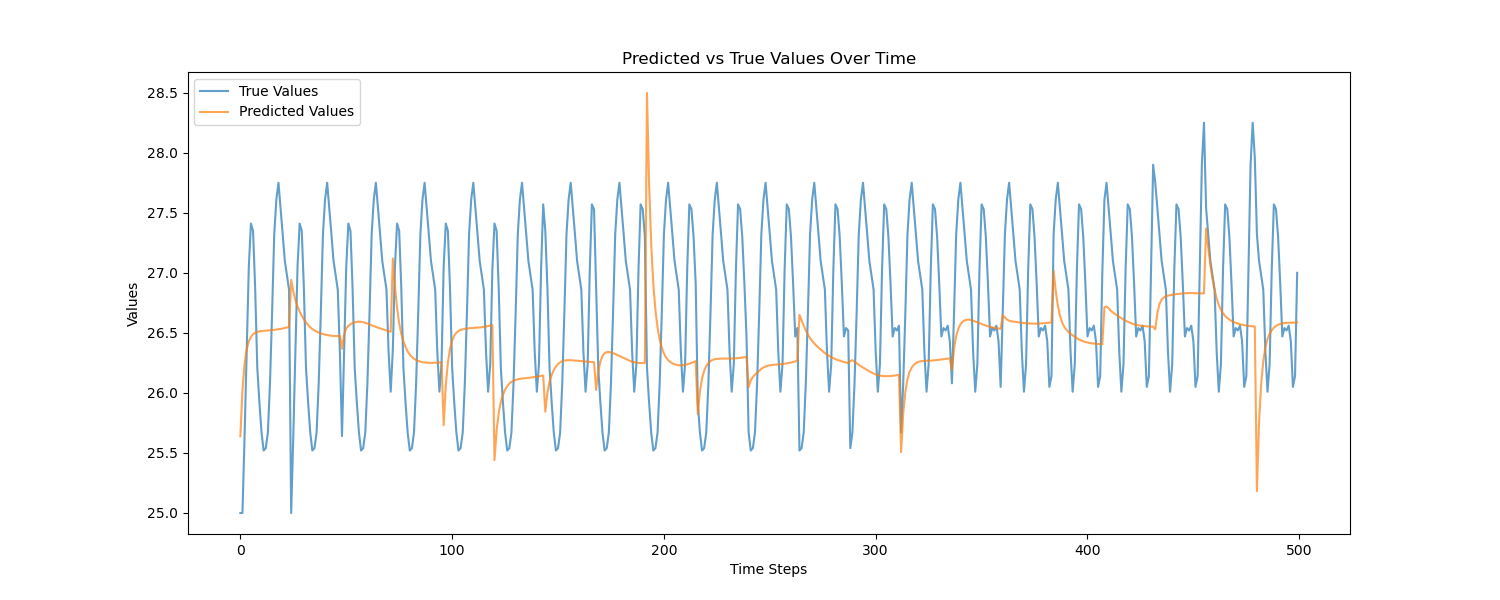 Predicted vs True Values Over Time
True Values
Predicted Values
Values
28.5
28.0
27.5
27.0
26.5
26.0
25.5
25.0
0
100
200
300
400
500
Time Steps